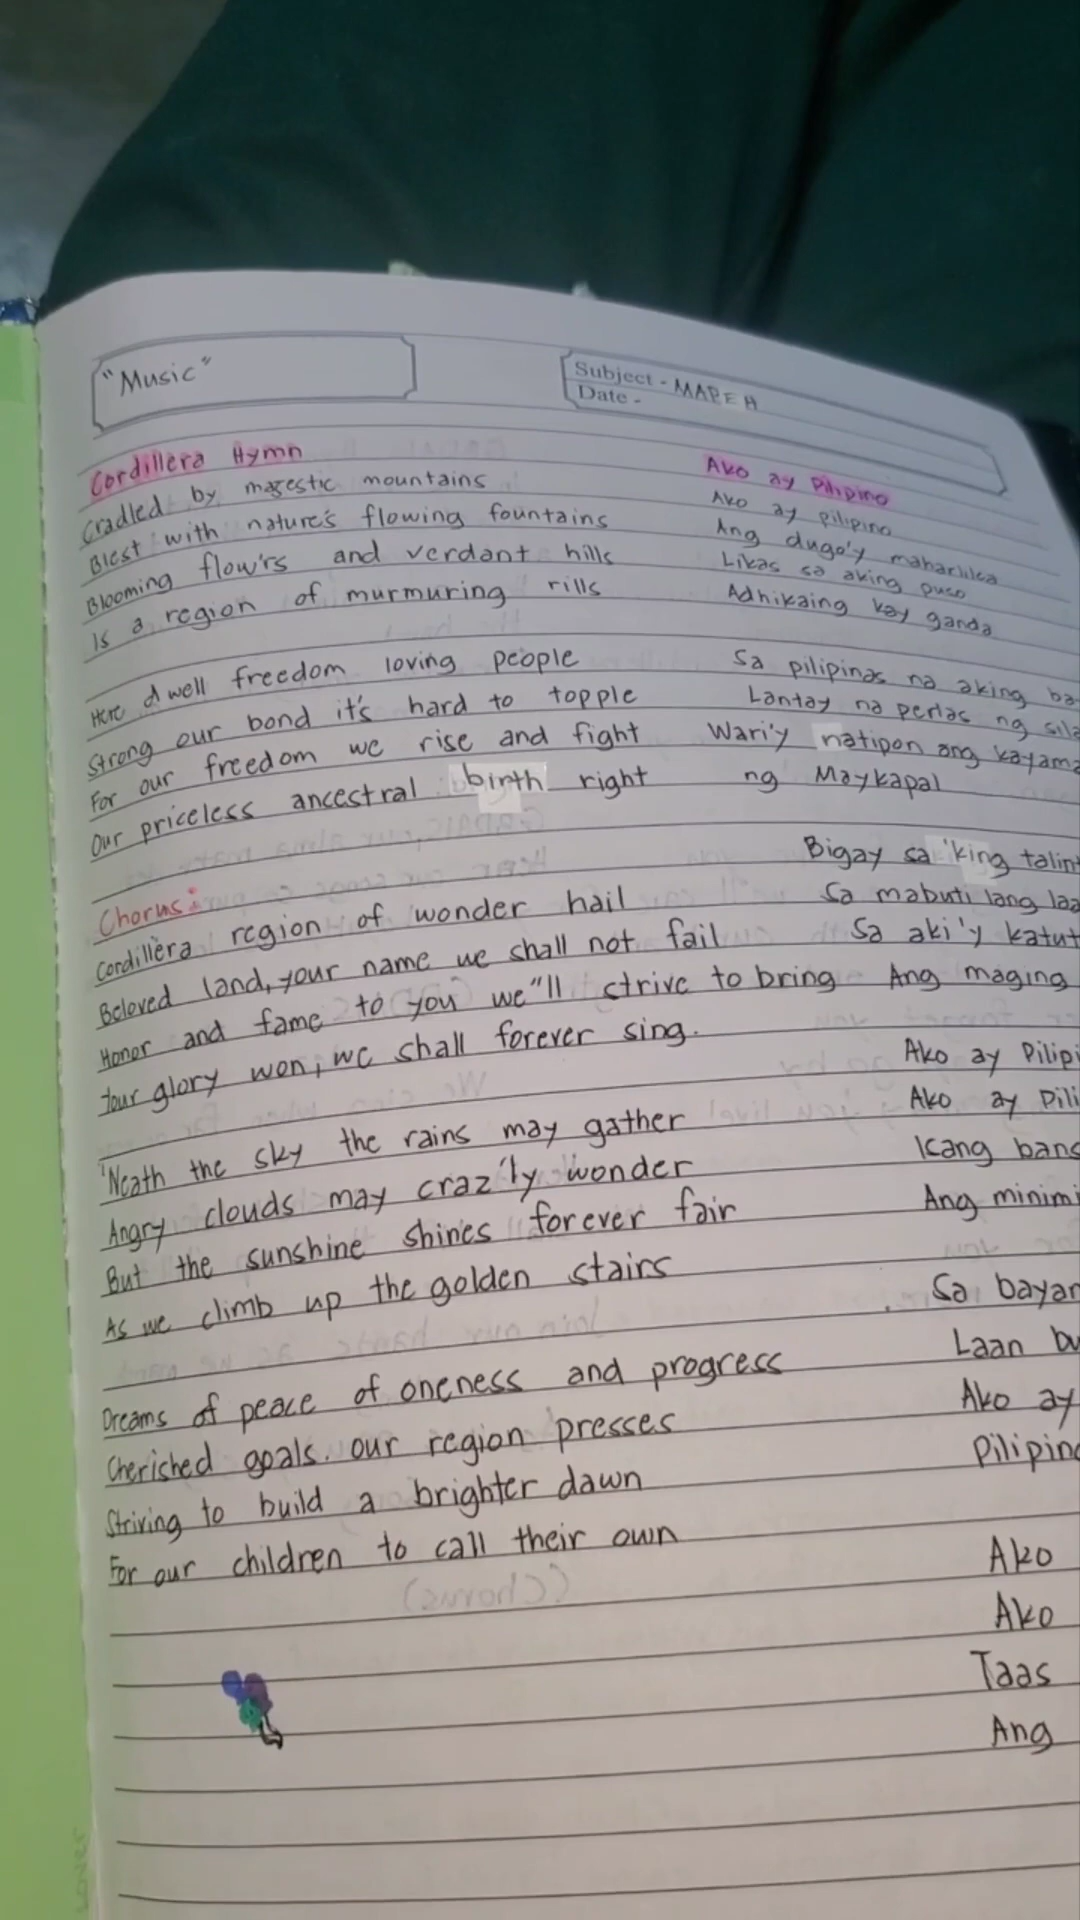 "Music"
Subject - MAPEH
Date -
Cordillera Hymn
Cradled by magestic mountains
Blest with nature's flowing fountains
Blooming flow'rs and verdant hills
Is a region of murmuring rills
Here dwell freedom loving people
Strong our bond it's hard to topple
For our freedom we rise and fight
Our priceless ancestral birth right
Chorus:
Cordillera region of wonder hail
Beloved land, your name we shall not fail
Honor and fame to you we"ll strive to bring
Your glory won, we shall forever sing.
'Neath the sky the rains may gather
Angry clouds may craz'ly wonder
But the sunshine shines forever fair
As we climb up the golden stairs
Dreams of peace of oneness and progress
Cherished goals. our region presses
Striving to build a brighter dawn
For our children to call their own
Ako ay Pilipino
Ako ay pilipino
Ang dugo'y maharlika
Likas sa aking puso
Adhikaing kay ganda
Sa pilipinas na aking
Lantay na perlas ng
Wari'y natipon ang
ng Maykapal
Bigay sa 'king
Sa mabuti lang
Sa aki'y
Ang maging
Ako ay
Ako ay
Isang
Ang
Sa
Laan
Ako ay
Ako
Ako
Taas
Ang